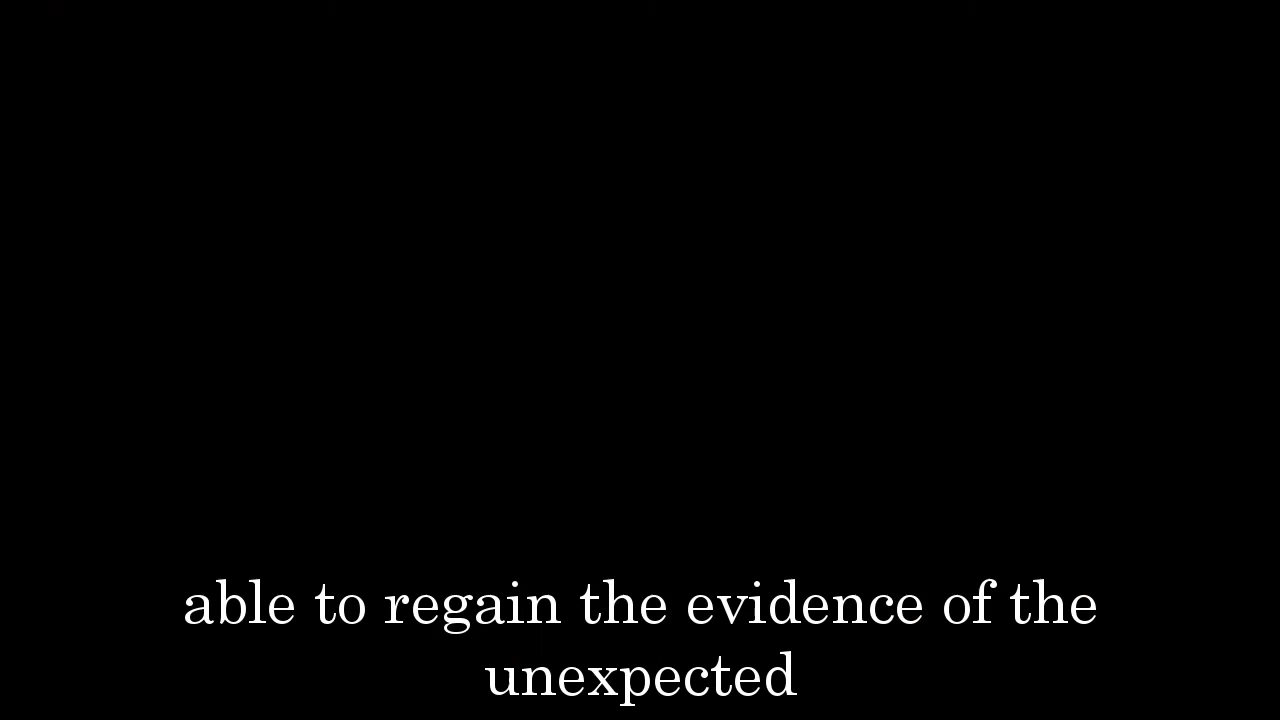 able to regain the evidence of the
unexpected